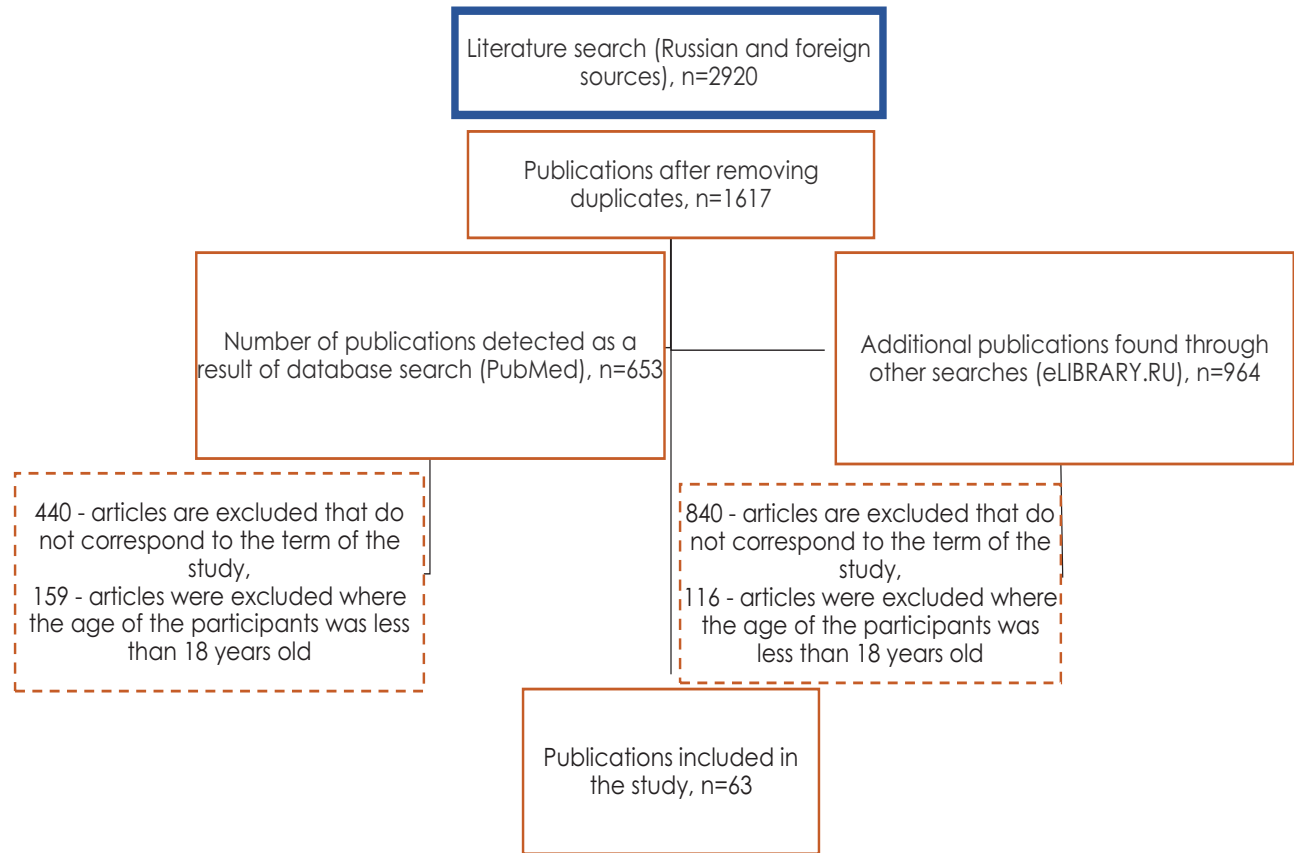 Literature search (Russian and foreign
sources), n=2920
Publications after removing
duplicates, n=1617
Number of publications detected as a
result of database search (PubMed), n=653
Additional publications found through
other searches (eLIBRARY.RU), n=964
440 - articles are excluded that do
not correspond to the term of the
study,
159 - articles were excluded where
the age of the participants was less
than 18 years old
840 - articles are excluded that do
not correspond to the term of the
study,
116 - articles were excluded where
the age of the participants was
less than 18 years old
Publications included in
the study, n=63